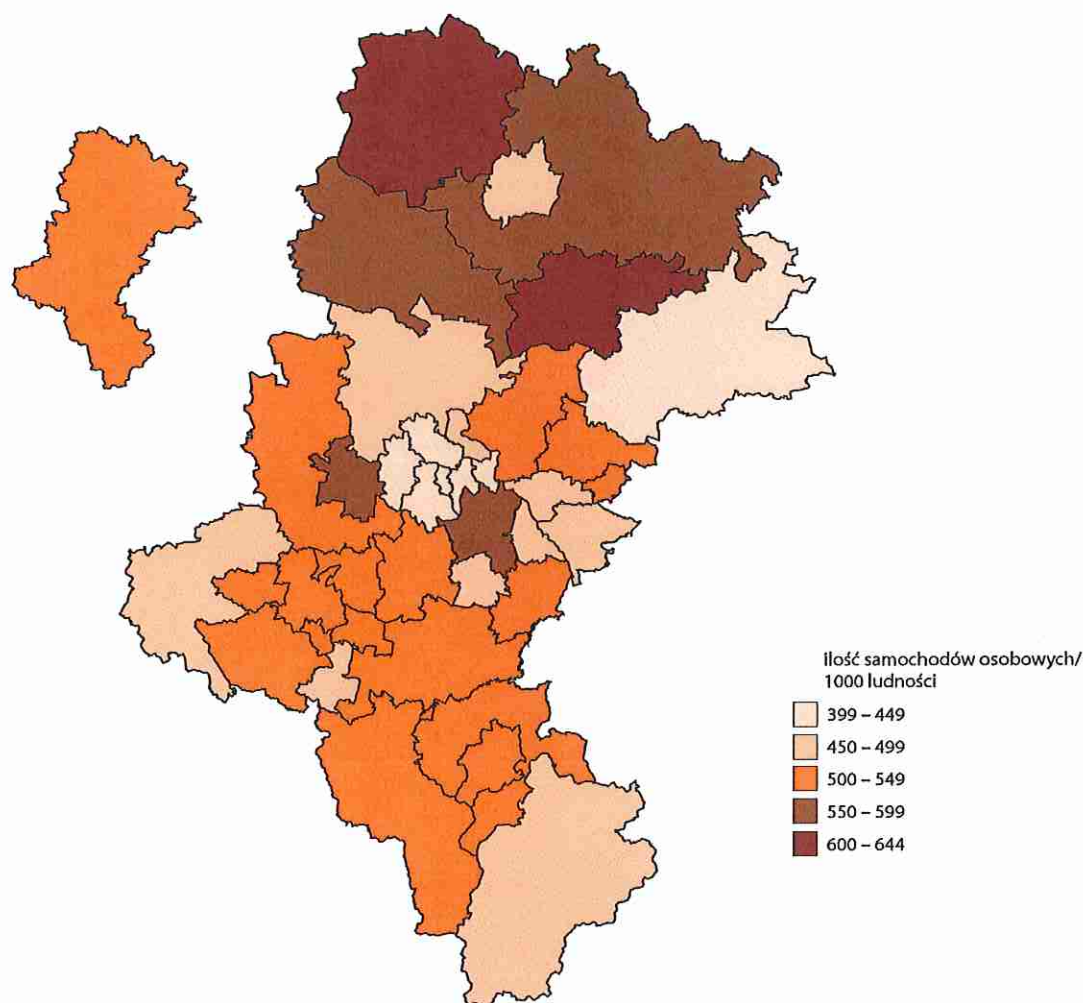 ilość samochodów osobowych/
1000 ludności
399 – 449
450 – 499
500 – 549
550 – 599
600 – 644